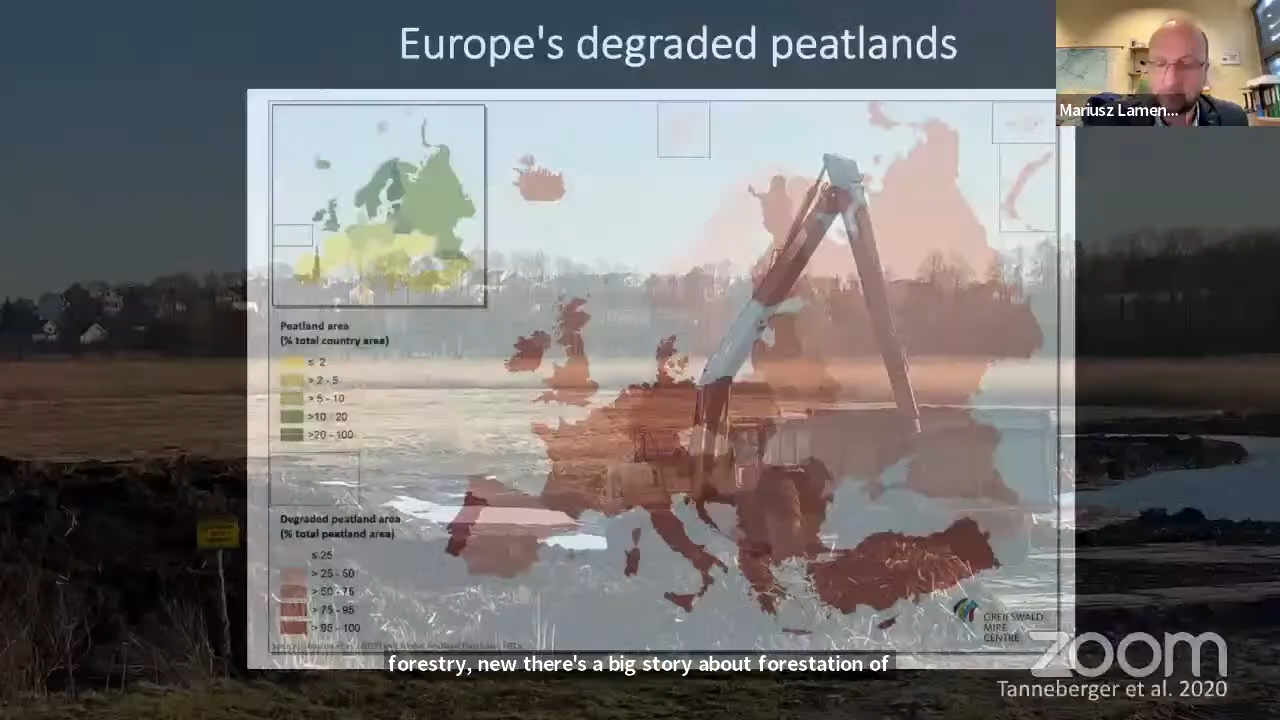 Europe's degraded peatlands
Mariusz Lamen...
Peatland area
(% total country area)
≤ 2
> 2 - 5
> 5 - 10
>10 - 20
>20 - 100
Degraded peatland area
(% total peatland area)
≤ 25
> 25 - 50
> 50 - 75
> 75 - 95
> 95 - 100
GREIFSWALD
MIRE
CENTRE
forestry, new there's a big story about forestation of
zoom
Tanneberger et al. 2020